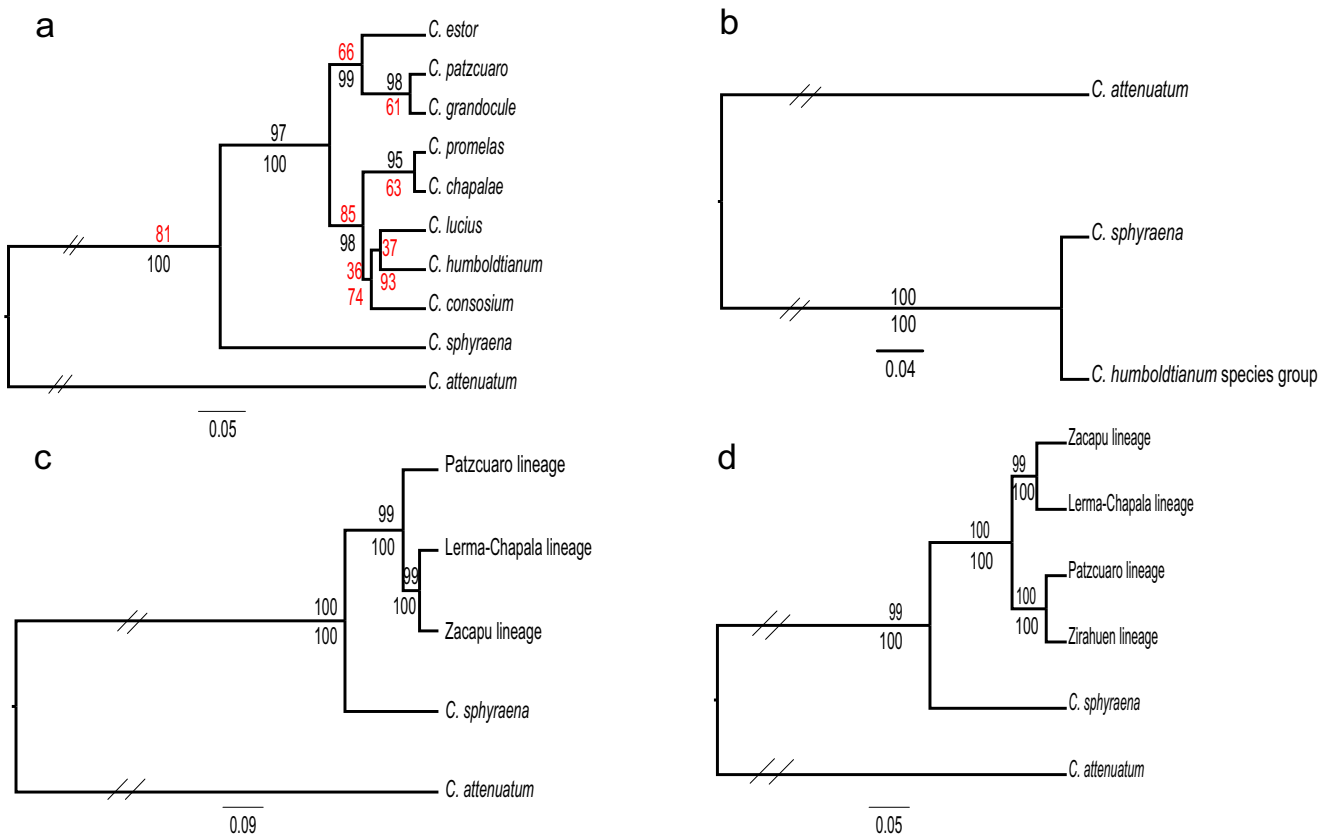 a
C. estor
66
99
C. patzcuaro
98
61
C. grandocule
97
100
C. promelas
95
63
C. chapalae
85
98
C. lucius
37
C. humboldtianum
93
36
74
C. consosium
81
100
C. sphyraena
C. attenuatum
0.05
b
C. attenuatum
C. sphyraena
100
100
0.04
C. humboldtianum species group
c
Patzcuaro lineage
99
100
Lerma-Chapala lineage
99
100
Zacapu lineage
100
100
C. sphyraena
C. attenuatum
0.09
d
Zacapu lineage
99
100
Lerma-Chapala lineage
100
100
Patzcuaro lineage
100
100
Zirahuen lineage
99
100
C. sphyraena
C. attenuatum
0.05